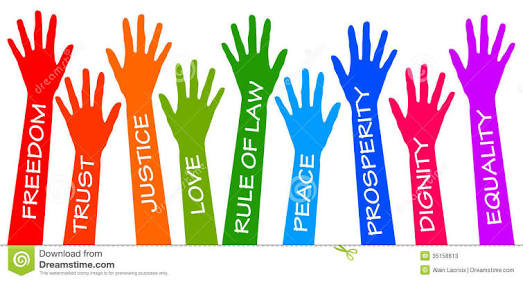 FREEDOM
TRUST
JUSTICE
LOVE
RULE OF LAW
PEACE
PROSPERITY
DIGNITY
EQUALITY
Download from
Dreamstime.com
This watermarked comp image is for previewing purposes only.
35158613
Alain Lacroix | Dreamstime.com